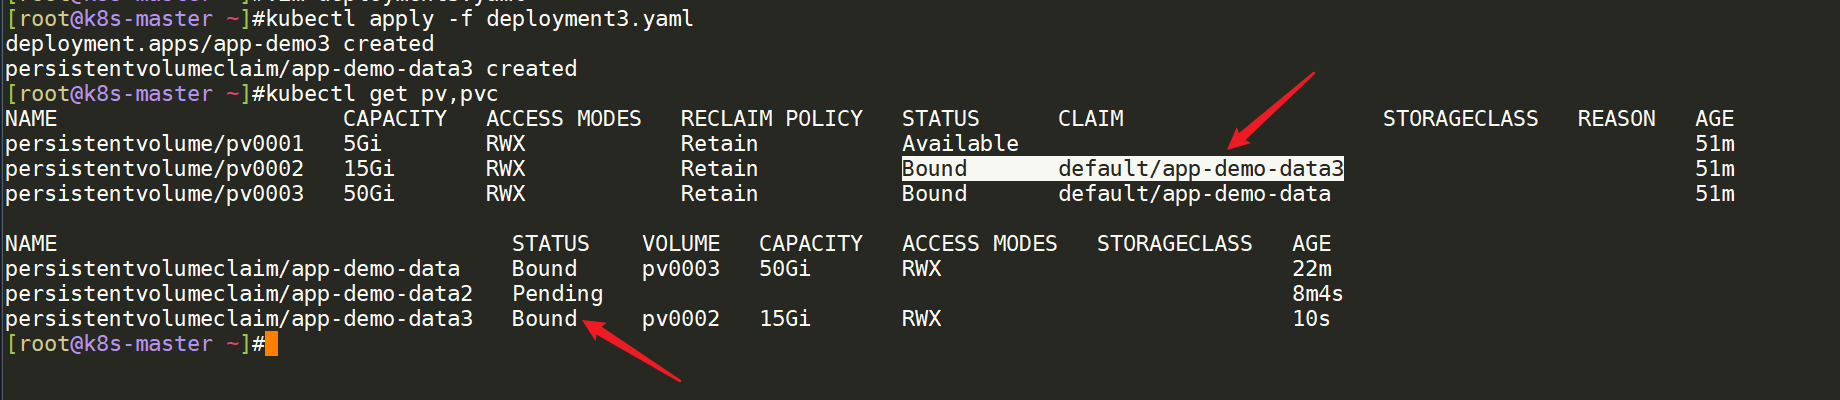 [root@k8s-master ~]#kubectl apply -f deployment3.yaml
deployment.apps/app-demo3 created
persistentvolumeclaim/app-demo-data3 created
[root@k8s-master ~]#kubectl get pv,pvc
NAME CAPACITY ACCESS MODES RECLAIM POLICY STATUS CLAIM STORAGECLASS REASON AGE
persistentvolume/pv0001 5Gi RWX Retain Available 51m
persistentvolume/pv0002 15Gi RWX Retain Bound default/app-demo-data3 51m
persistentvolume/pv0003 50Gi RWX Retain Bound default/app-demo-data 51m
NAME STATUS VOLUME CAPACITY ACCESS MODES STORAGECLASS AGE
persistentvolumeclaim/app-demo-data Bound pv0003 50Gi RWX 22m
persistentvolumeclaim/app-demo-data2 Pending 8m4s
persistentvolumeclaim/app-demo-data3 Bound pv0002 15Gi RWX 10s
[root@k8s-master ~]#